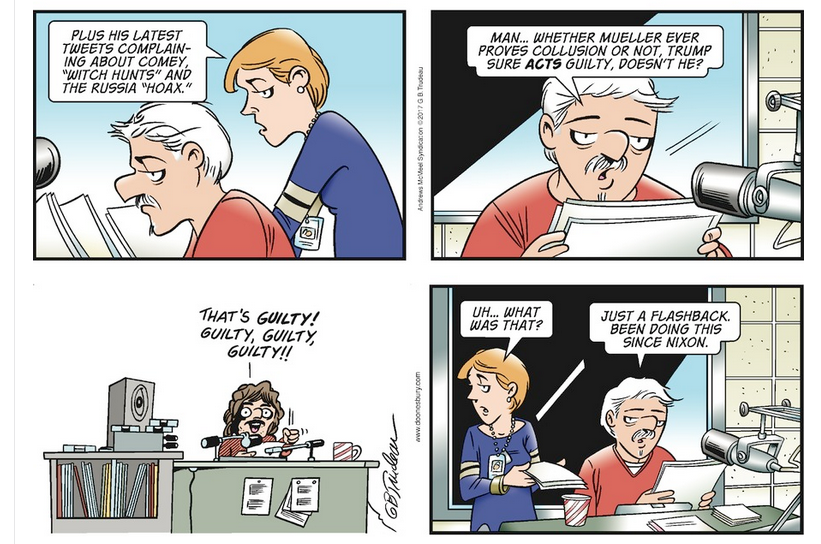 PLUS HIS LATEST
TWEETS COMPLAIN-
ING ABOUT COMEY,
"WITCH HUNTS" AND
THE RUSSIA "HOAX."
MAN... WHETHER MUELLER EVER
PROVES COLLUSION OR NOT, TRUMP
SURE ACTS GUILTY, DOESN'T HE?
Andrews McMeel Syndication ©2017 G.B. Trudeau
THAT'S GUILTY!
GUILTY, GUILTY,
GUILTY!!
GBTrudeau
www.doonesbury.com
UH... WHAT
WAS THAT?
JUST A FLASHBACK.
BEEN DOING THIS
SINCE NIXON.